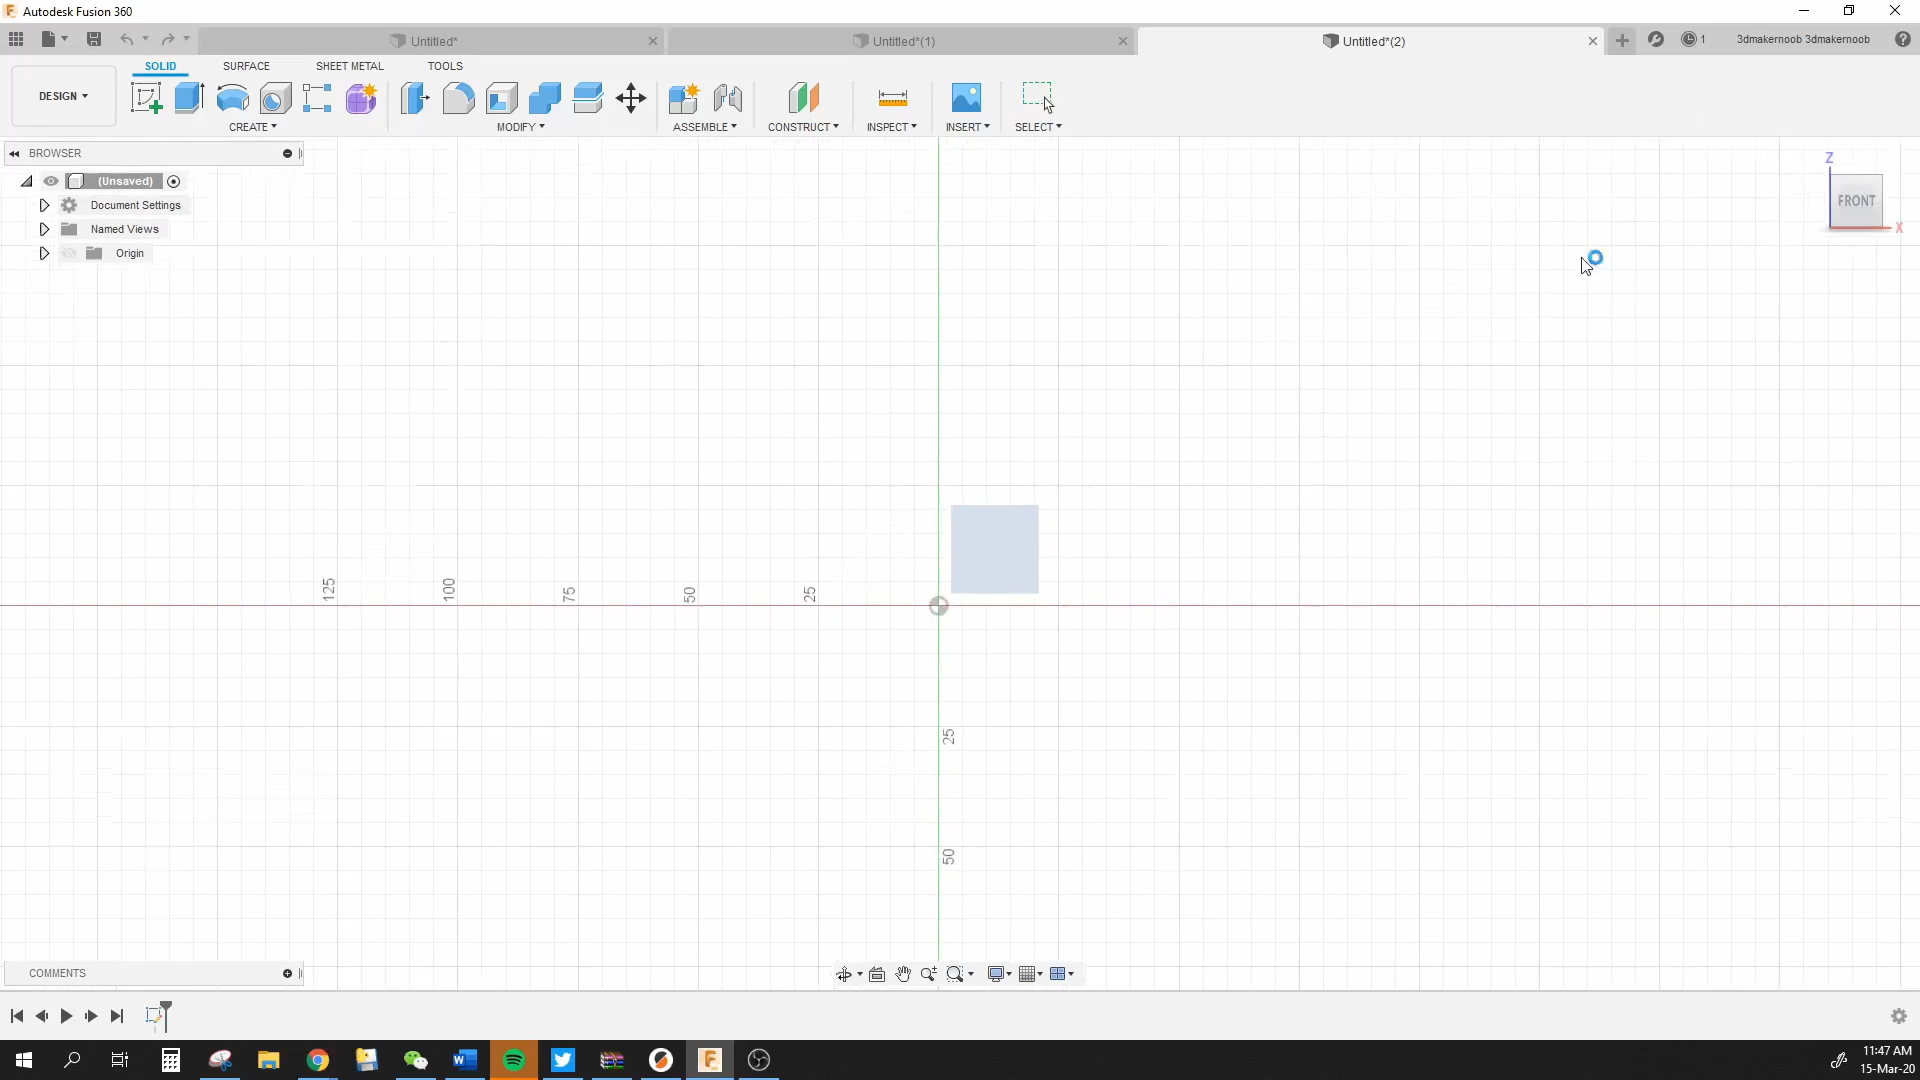 Autodesk Fusion 360
Untitled*
Untitled*(1)
Untitled*(2)
1
3dmakernoob 3dmakernoob
SOLID
SURFACE
SHEET METAL
TOOLS
DESIGN
CREATE
MODIFY
ASSEMBLE
CONSTRUCT
INSPECT
INSERT
SELECT
BROWSER
(Unsaved)
Document Settings
Named Views
Origin
Z
FRONT
X
125
100
75
50
25
25
50
COMMENTS
11:47 AM
15-Mar-20